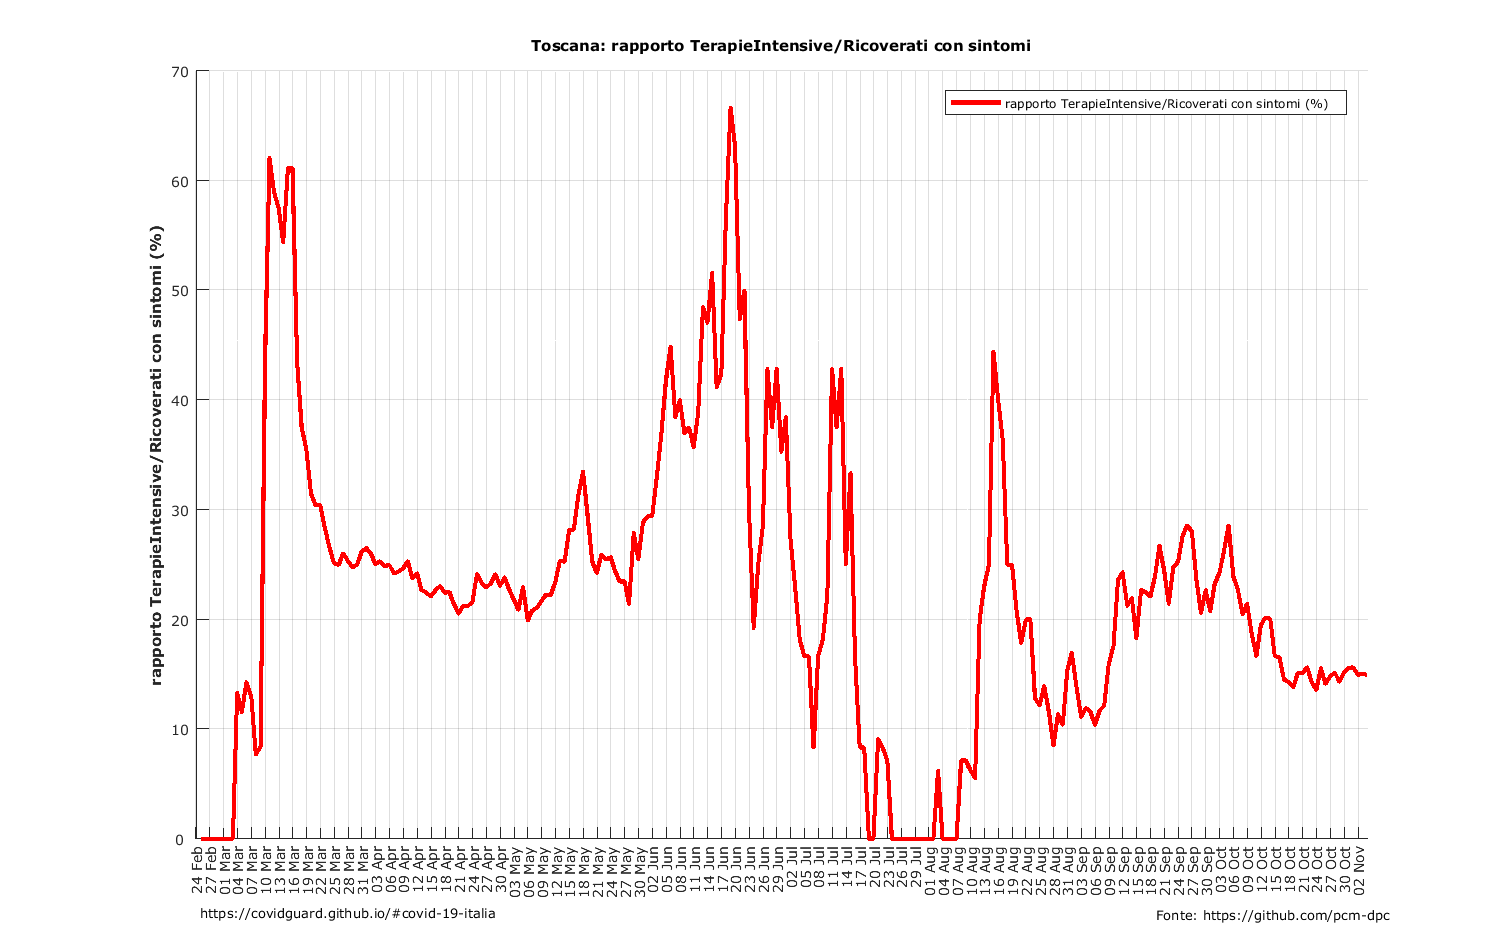 Toscana: rapporto TerapieIntensive/Ricoverati con sintomi
rapporto TerapieIntensive/Ricoverati con sintomi (%)
rapporto TerapieIntensive/Ricoverati con sintomi (%)
70
60
50
40
30
20
10
0
24 Feb
27 Feb
01 Mar
04 Mar
07 Mar
10 Mar
13 Mar
16 Mar
19 Mar
22 Mar
25 Mar
28 Mar
31 Mar
03 Apr
06 Apr
09 Apr
12 Apr
15 Apr
18 Apr
21 Apr
24 Apr
27 Apr
30 Apr
03 May
06 May
09 May
12 May
15 May
18 May
21 May
24 May
27 May
30 May
02 Jun
05 Jun
08 Jun
11 Jun
14 Jun
17 Jun
20 Jun
23 Jun
26 Jun
29 Jun
02 Jul
05 Jul
08 Jul
11 Jul
14 Jul
17 Jul
20 Jul
23 Jul
26 Jul
29 Jul
01 Aug
04 Aug
07 Aug
10 Aug
13 Aug
16 Aug
19 Aug
22 Aug
25 Aug
28 Aug
31 Aug
03 Sep
06 Sep
09 Sep
12 Sep
15 Sep
18 Sep
21 Sep
24 Sep
27 Sep
30 Sep
03 Oct
06 Oct
09 Oct
12 Oct
15 Oct
18 Oct
21 Oct
24 Oct
27 Oct
30 Oct
02 Nov
https://covidguard.github.io/#covid-19-italia
Fonte: https://github.com/pcm-dpc